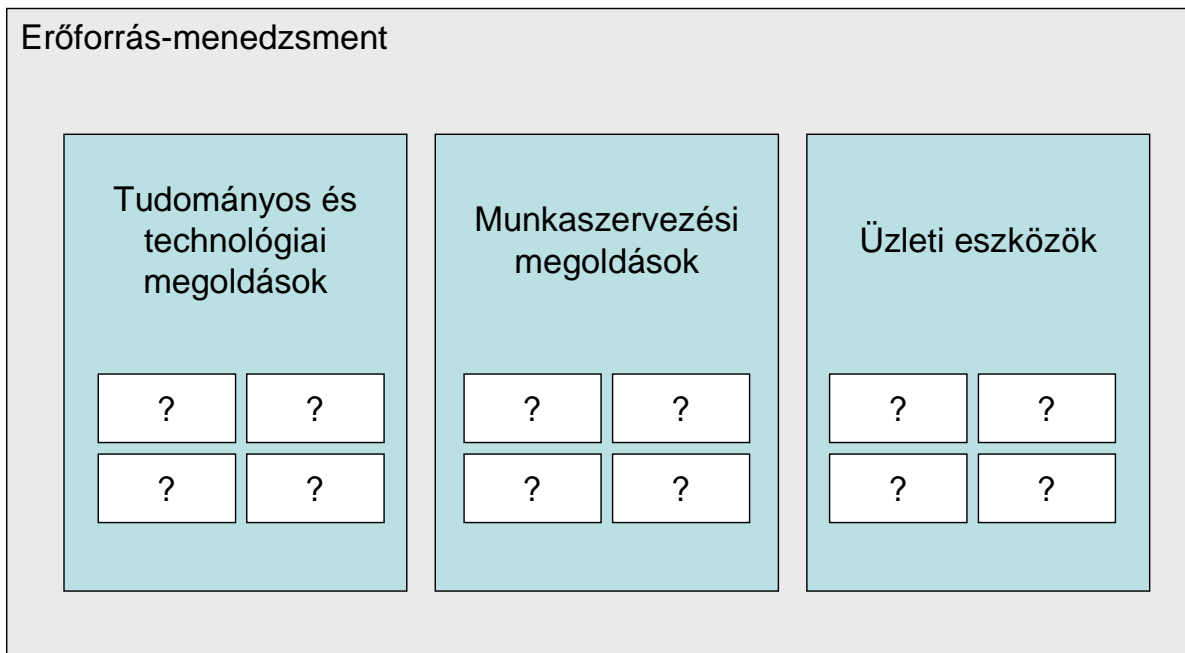 Erőforrás-menedzsment
Tudományos és
technológiai
megoldások
? ?
? ?
Munkaszervezési
megoldások
? ?
? ?
Üzleti eszközök
? ?
? ?